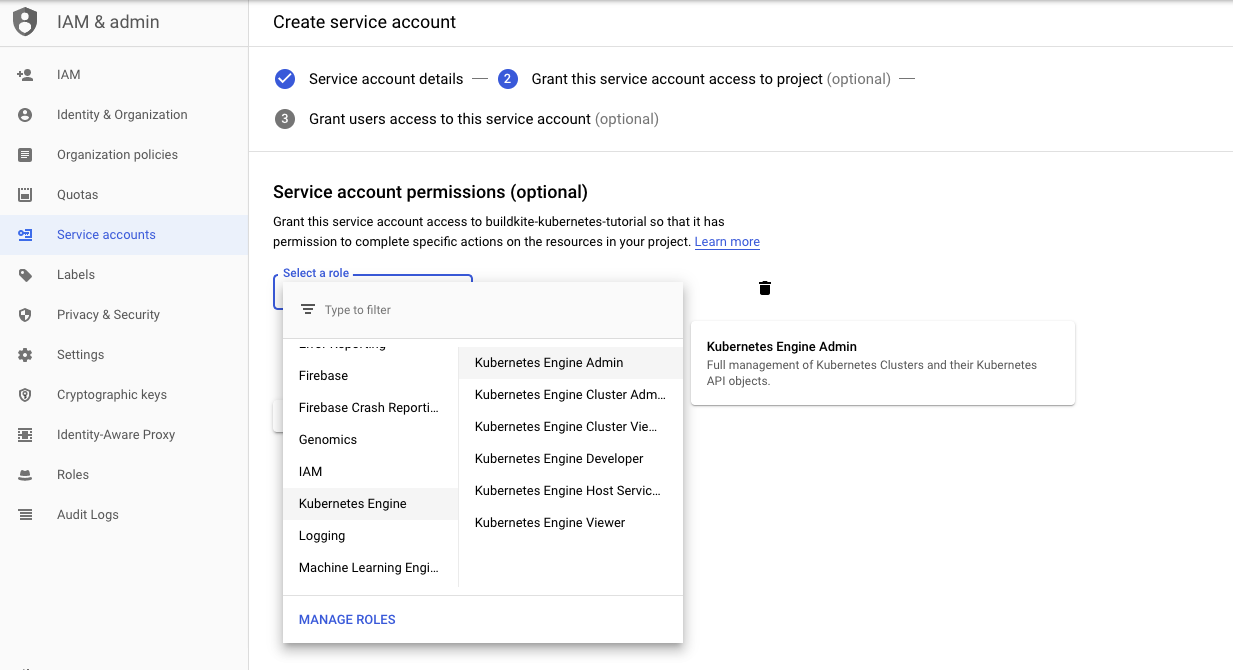 IAM & admin
Create service account
IAM
Identity & Organization
Organization policies
Quotas
Service accounts
Labels
Privacy & Security
Settings
Cryptographic keys
Identity-Aware Proxy
Roles
Audit Logs
Service account details
2 Grant this service account access to project (optional)
3 Grant users access to this service account (optional)
Service account permissions (optional)
Grant this service account access to buildkite-kubernetes-tutorial so that it has
permission to complete specific actions on the resources in your project. Learn more
Select a role
Type to filter
Error Reporting
Firebase
Firebase Crash Reporti...
Genomics
IAM
Kubernetes Engine
Logging
Machine Learning Engi...
Kubernetes Engine Admin
Kubernetes Engine Cluster Adm...
Kubernetes Engine Cluster Vie...
Kubernetes Engine Developer
Kubernetes Engine Host Servic...
Kubernetes Engine Viewer
MANAGE ROLES
Kubernetes Engine Admin
Full management of Kubernetes Clusters and their Kubernetes
API objects.